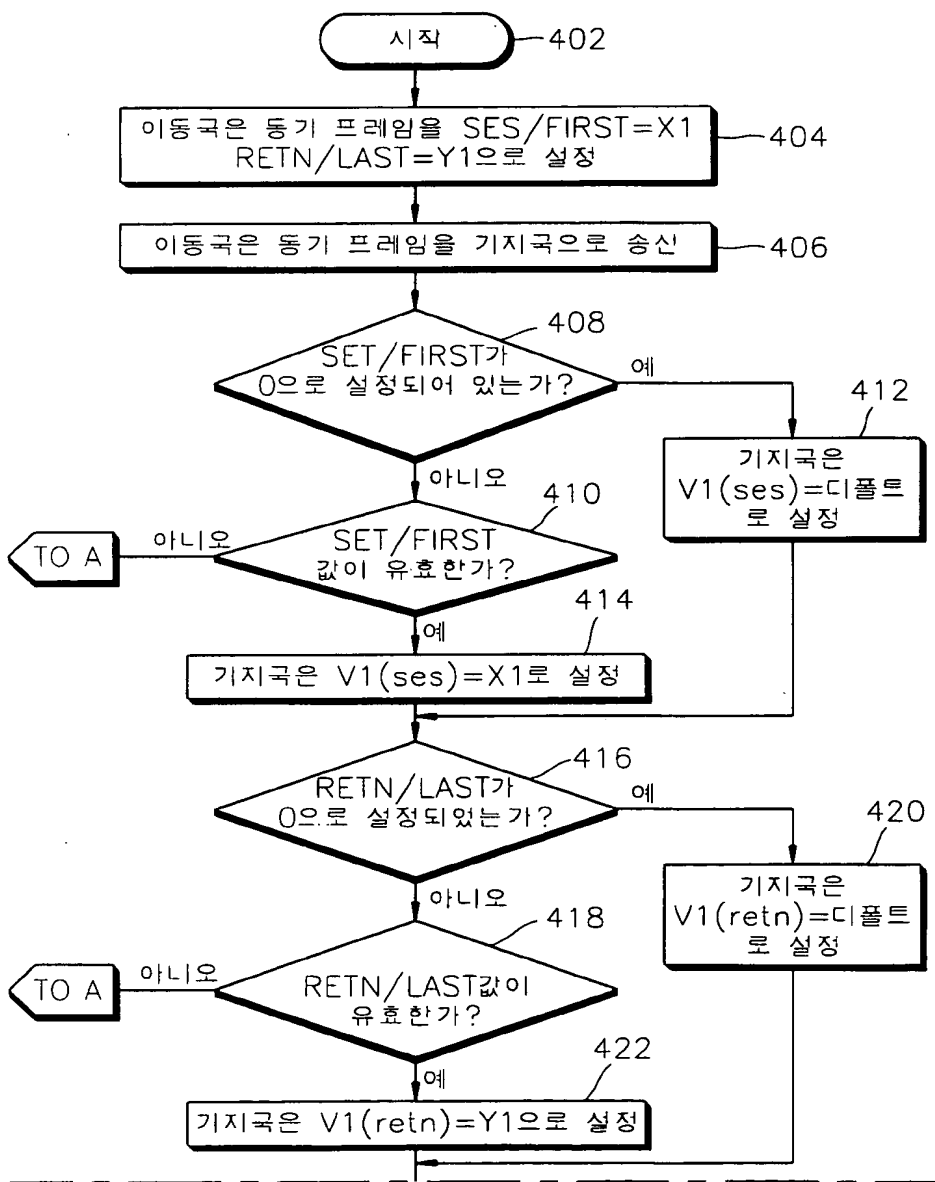 시작
402
이동국은 동기 프레임을 SES/FIRST=X1
RETN/LAST=Y1으로 설정
404
이동국은 동기 프레임을 기지국으로 송신
406
408
SET/FIRST가
0으로 설정되어 있는가?
예
412
기지국은
V1(ses)=디폴트
로 설정
아니오
410
SET/FIRST
값이 유효한가?
아니오
TO A
예
414
기지국은 V1(ses)=X1로 설정
416
RETN/LAST가
0으로 설정되있는가?
예
420
기지국은
V1(retn)=디폴트
로 설정
아니오
418
RETN/LAST값이
유효한가?
아니오
TO A
예
422
기지국은 V1(retn)=Y1으로 설정